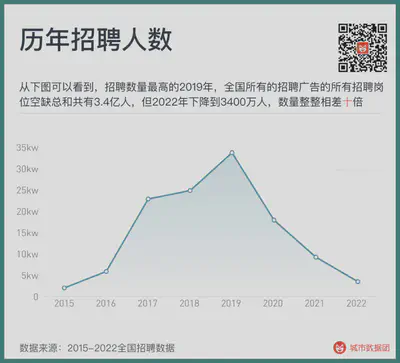 历年招聘人数
从下图可以看到，招聘数量最高的2019年，全国所有的招聘广告的所有招聘岗
位空缺总和共有3.4亿人，但2022年下降到3400万人，数量整整相差十倍
35kw
30kw
25kw
20kw
15kw
10kw
5kw
0
2015 2016 2017 2018 2019 2020 2021 2022
数据来源：2015-2022全国招聘数据
城市数据团